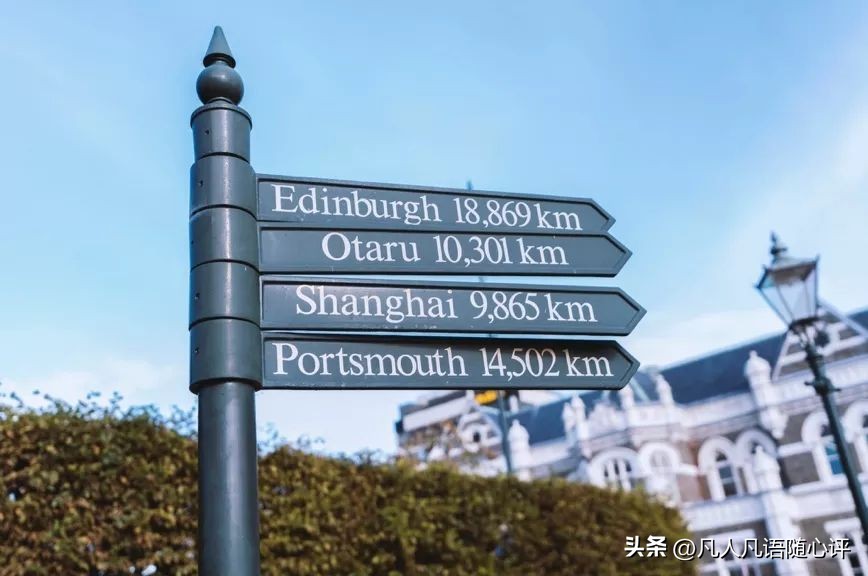 Edinburgh 18,869 km
Otaru 10,301 km
Shanghai 9,865 km
Portsmouth 14,502 km
头条 @凡人凡语随心评